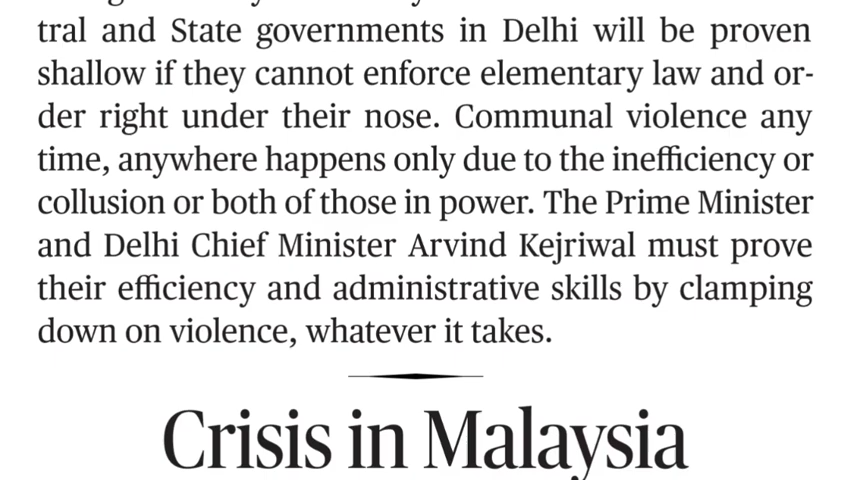 tral and State governments in Delhi will be proven
shallow if they cannot enforce elementary law and or-
der right under their nose. Communal violence any
time, anywhere happens only due to the inefficiency or
collusion or both of those in power. The Prime Minister
and Delhi Chief Minister Arvind Kejriwal must prove
their efficiency and administrative skills by clamping
down on violence, whatever it takes.
Crisis in Malaysia